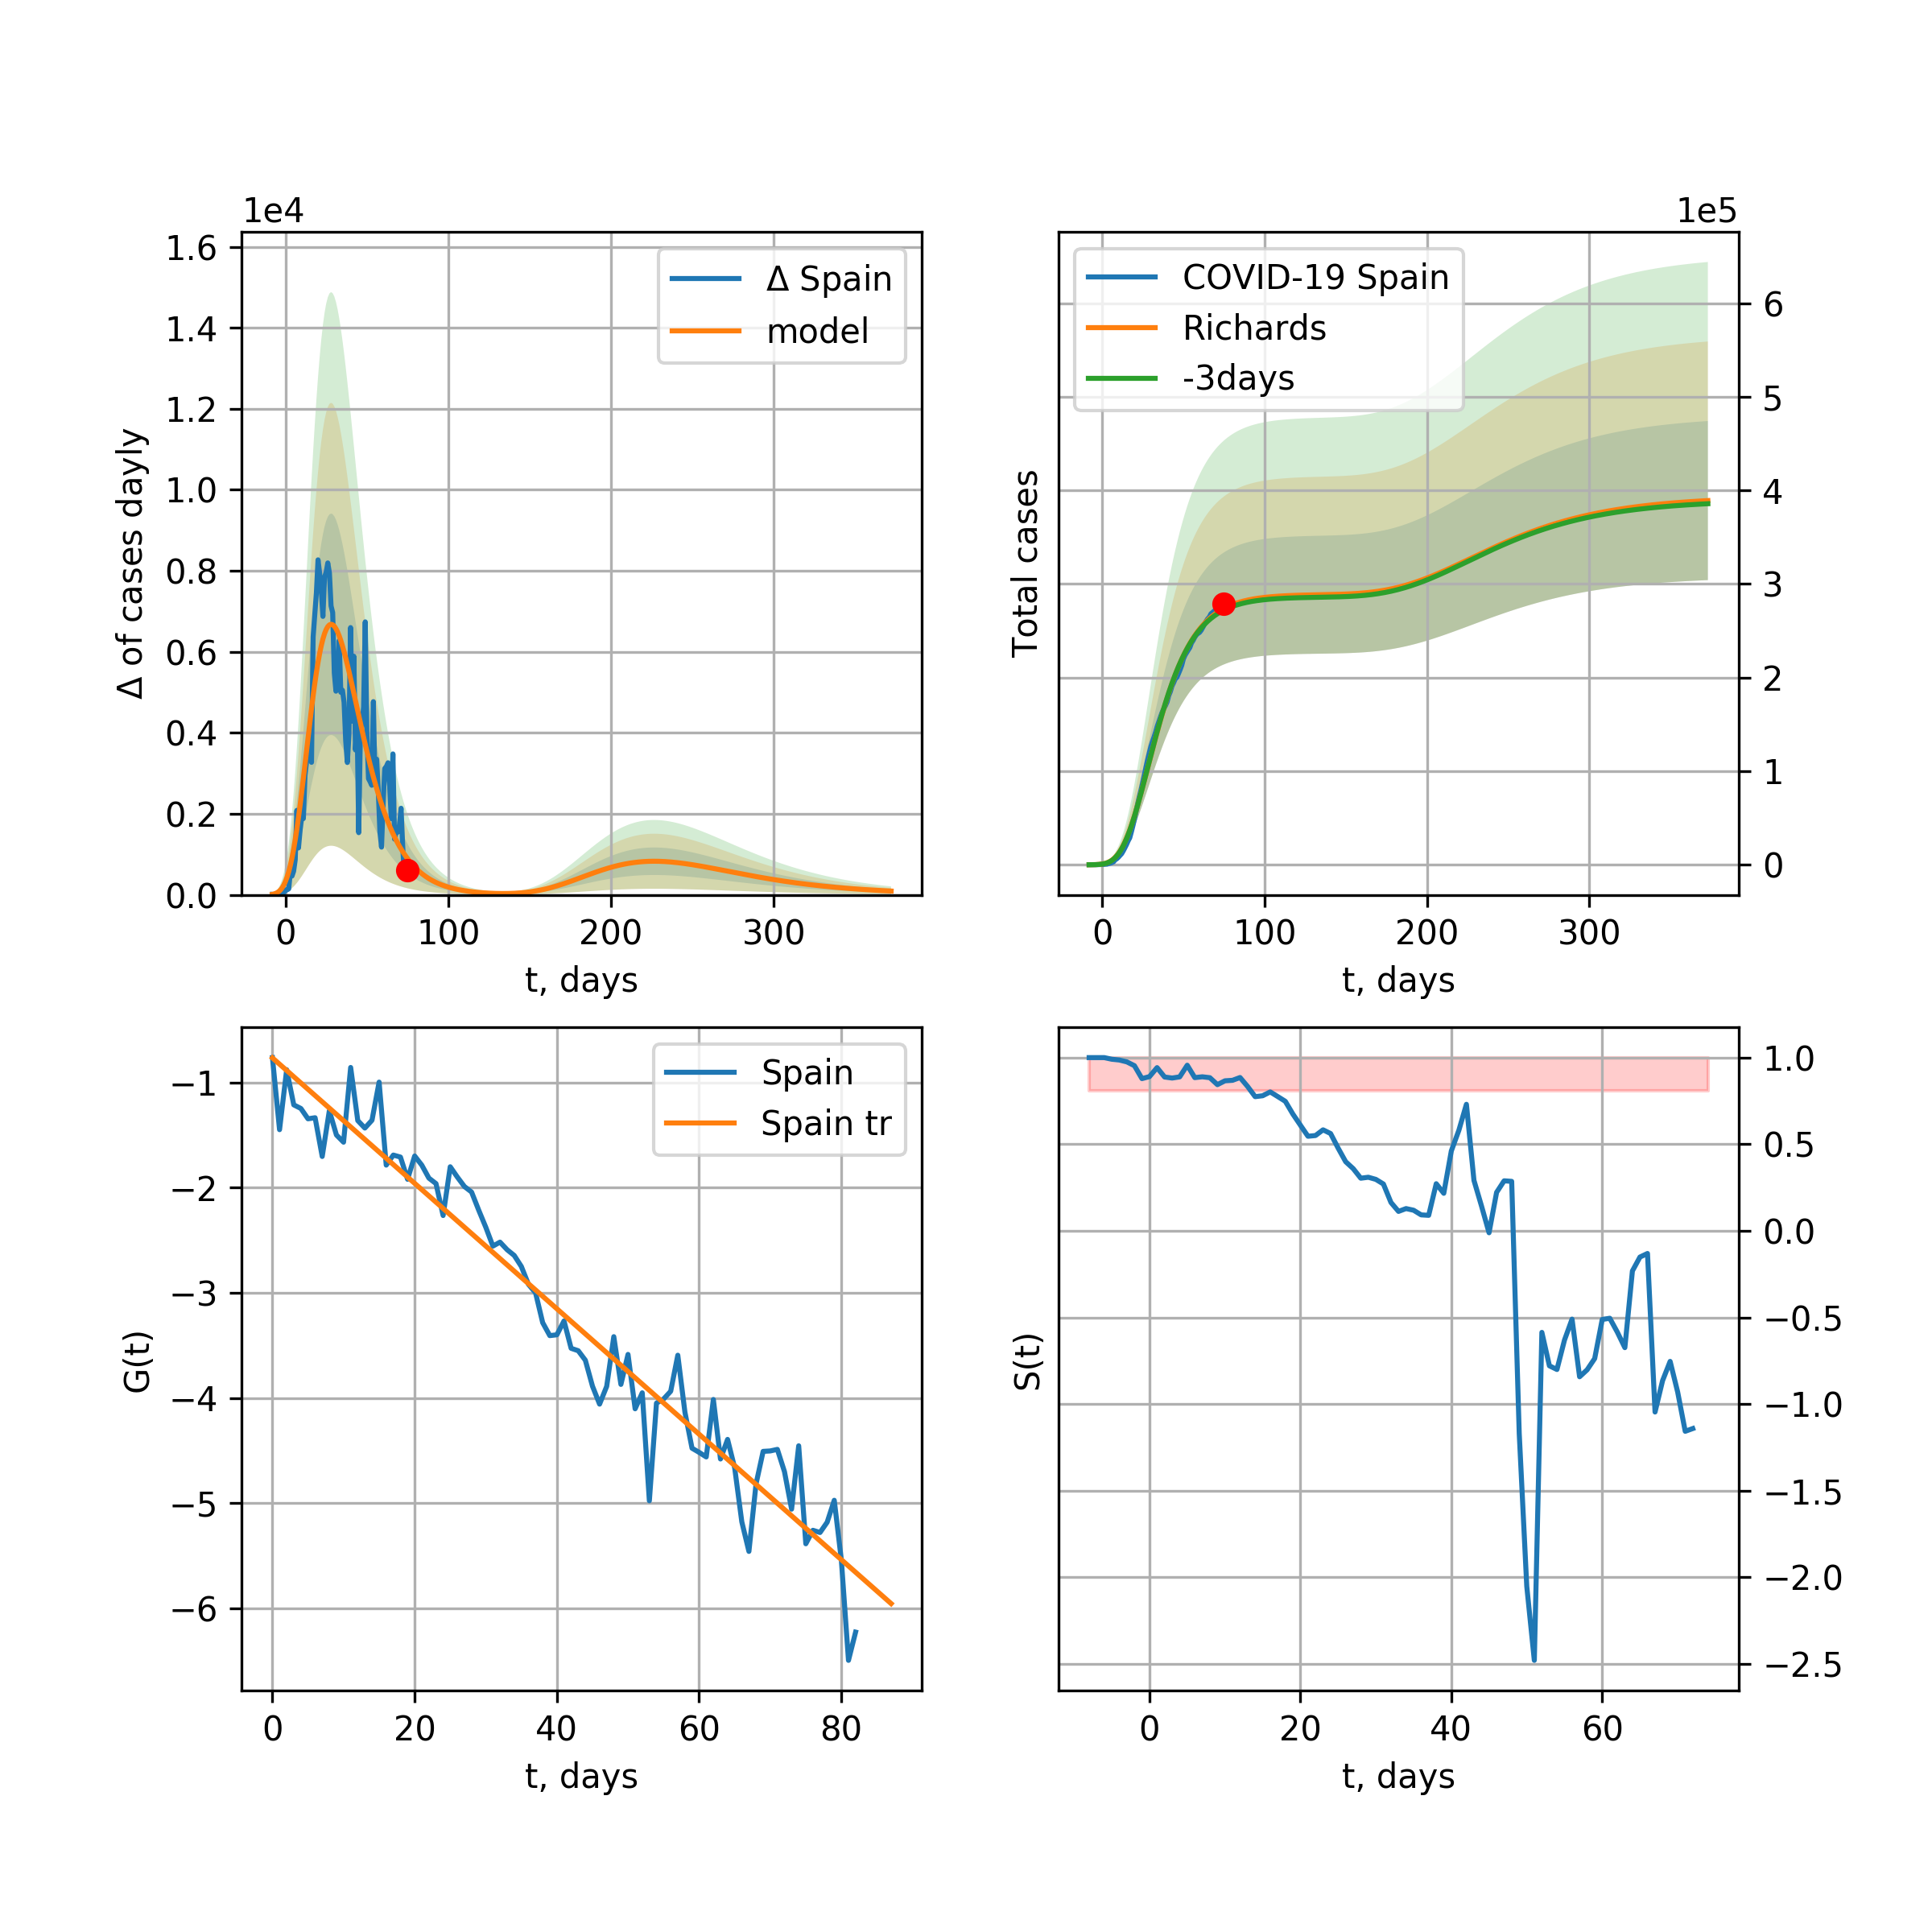 1e4
1.6
1.4
1.2
1.0
0.8
0.6
0.4
0.2
0.0
Δ of cases dayly
Δ Spain
model
0 100 200 300
t, days
1e5
COVID-19 Spain
Richards
-3days
6
5
4
3
2
1
0
Total cases
0 100 200 300
t, days
−1
−2
−3
−4
−5
−6
G(t)
Spain
Spain tr
0 20 40 60 80
t, days
S(t)
1.0
0.5
0.0
−0.5
−1.0
−1.5
−2.0
−2.5
0 20 40 60
t, days